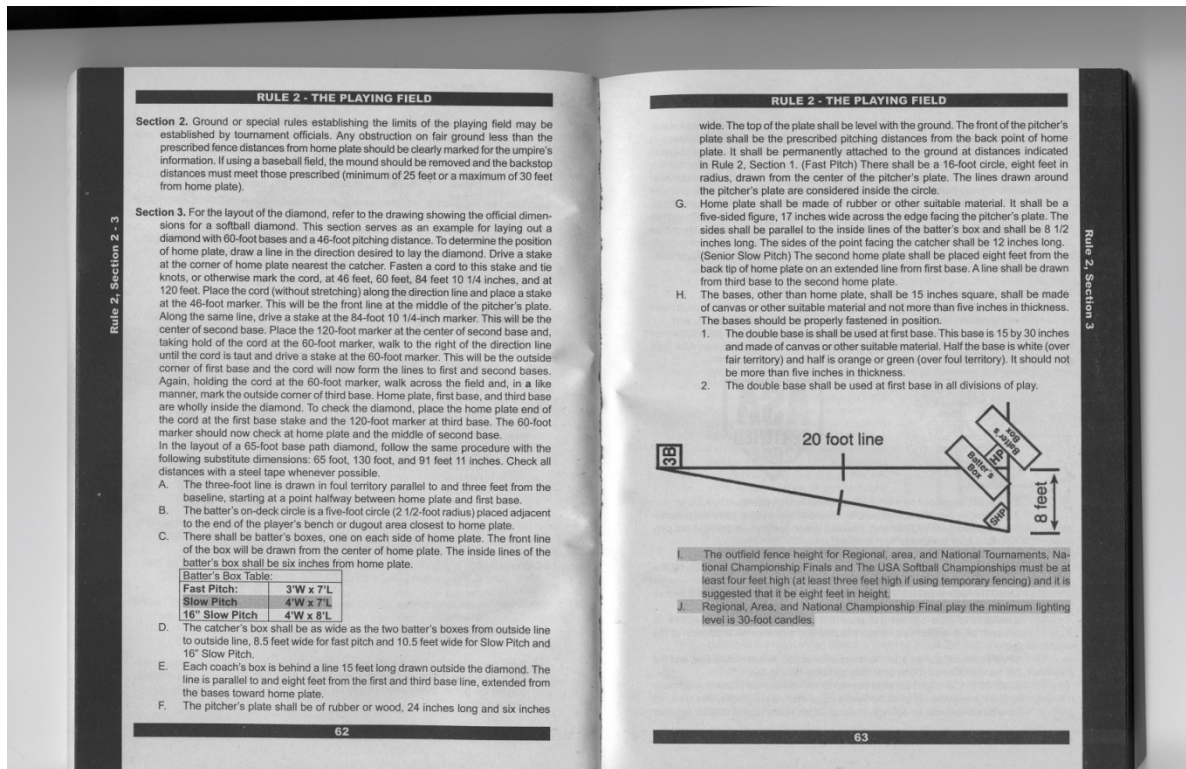 RULE 2 - THE PLAYING FIELD
Rule 2, Section 2 - 3
Section 2. Ground or special rules establishing the limits of the playing field may be
established by tournament officials. Any obstruction on fair ground less than the
prescribed fence distances from home plate should be clearly marked for the umpire's
information. If using a baseball field, the mound should be removed and the backstop
distances must meet those prescribed (minimum of 25 feet or a maximum of 30 feet
from home plate).
Section 3. For the layout of the diamond, refer to the drawing showing the official dimen-
sions for a softball diamond. This section serves as an example for laying out a
diamond with 60-foot bases and a 46-foot pitching distance. To determine the position
of home plate, draw a line in the direction desired to lay the diamond. Drive a stake
at the corner of home plate nearest the catcher. Fasten a cord to this stake and tie
knots, or otherwise mark the cord, at 46 feet, 60 feet, 84 feet 10 1/4 inches, and at
120 feet. Place the cord (without stretching) along the direction line and place a stake
at the 46-foot marker. This will be the front line at the middle of the pitcher's plate.
Along the same line, drive a stake at the 84-foot 10 1/4-inch marker. This will be the
center of second base. Place the 120-foot marker at the center of second base and,
taking hold of the cord at the 60-foot marker, walk to the right of the direction line
until the cord is taut and drive a stake at the 60-foot marker. This will be the outside
corner of first base and the cord will now form the lines to first and second bases.
Again, holding the cord at the 60-foot marker, walk across the field and, in a like
manner, mark the outside corner of third base. Home plate, first base, and third base
are wholly inside the diamond. To check the diamond, place the home plate end of
the cord at the first base stake and the 120-foot marker at third base. The 60-foot
marker should now check at home plate and the middle of second base.
In the layout of a 65-foot base path diamond, follow the same procedure with the
following substitute dimensions: 65 foot, 130 foot, and 91 feet 11 inches. Check all
distances with a steel tape whenever possible.
A. The three-foot line is drawn in foul territory parallel to and three feet from the
baseline, starting at a point halfway between home plate and first base.
B. The batter's on-deck circle is a five-foot circle (2 1/2-foot radius) placed adjacent
to the end of the player's bench or dugout area closest to home plate.
C. There shall be batter's boxes, one on each side of home plate. The front line
of the box will be drawn from the center of home plate. The inside lines of the
batter's box shall be six inches from home plate.
Batter's Box Table:
Fast Pitch: 3'W x 7'L
Slow Pitch 4'W x 7'L
16" Slow Pitch 4'W x 8'L
D. The catcher's box shall be as wide as the two batter's boxes from outside line
to outside line, 8.5 feet wide for fast pitch and 10.5 feet wide for Slow Pitch and
16" Slow Pitch.
E. Each coach's box is behind a line 15 feet long drawn outside the diamond. The
line is parallel to and eight feet from the first and third base line, extended from
the bases toward home plate.
F. The pitcher's plate shall be of rubber or wood, 24 inches long and six inches
62
RULE 2 - THE PLAYING FIELD
Rule 2, Section 3
wide. The top of the plate shall be level with the ground. The front of the pitcher's
plate shall be the prescribed pitching distances from the back point of home
plate. It shall be permanently attached to the ground at distances indicated
in Rule 2, Section 1. (Fast Pitch) There shall be a 16-foot circle, eight feet in
radius, drawn from the center of the pitcher's plate. The lines drawn around
the pitcher's plate are considered inside the circle.
G. Home plate shall be made of rubber or other suitable material. It shall be a
five-sided figure, 17 inches wide across the edge facing the pitcher's plate. The
sides shall be parallel to the inside lines of the batter's box and shall be 8 1/2
inches long. The sides of the point facing the catcher shall be 12 inches long.
(Senior Slow Pitch) The second home plate shall be placed eight feet from the
back tip of home plate on an extended line from first base. A line shall be drawn
from third base to the second home plate.
H. The bases, other than home plate, shall be 15 inches square, shall be made
of canvas or other suitable material and not more than five inches in thickness.
The bases should be properly fastened in position.
1. The double base shall be used at first base. This base is 15 by 30 inches
and made of canvas or other suitable material. Half the base is white (over
fair territory) and half is orange or green (over foul territory). It should not
be more than five inches in thickness.
2. The double base shall be used at first base in all divisions of play.
3B
20 foot line
Batter's
Box
HP
Batter's
Box
SHP
8 feet
I. The outfield fence height for Regional, area, and National Tournaments, Na-
tional Championship Finals and The USA Softball Championships must be at
least four feet high (at least three feet high if using temporary fencing) and it is
suggested that it be eight feet in height.
J. Regional, Area, and National Championship Final play the minimum lighting
level is 30-foot candles.
63